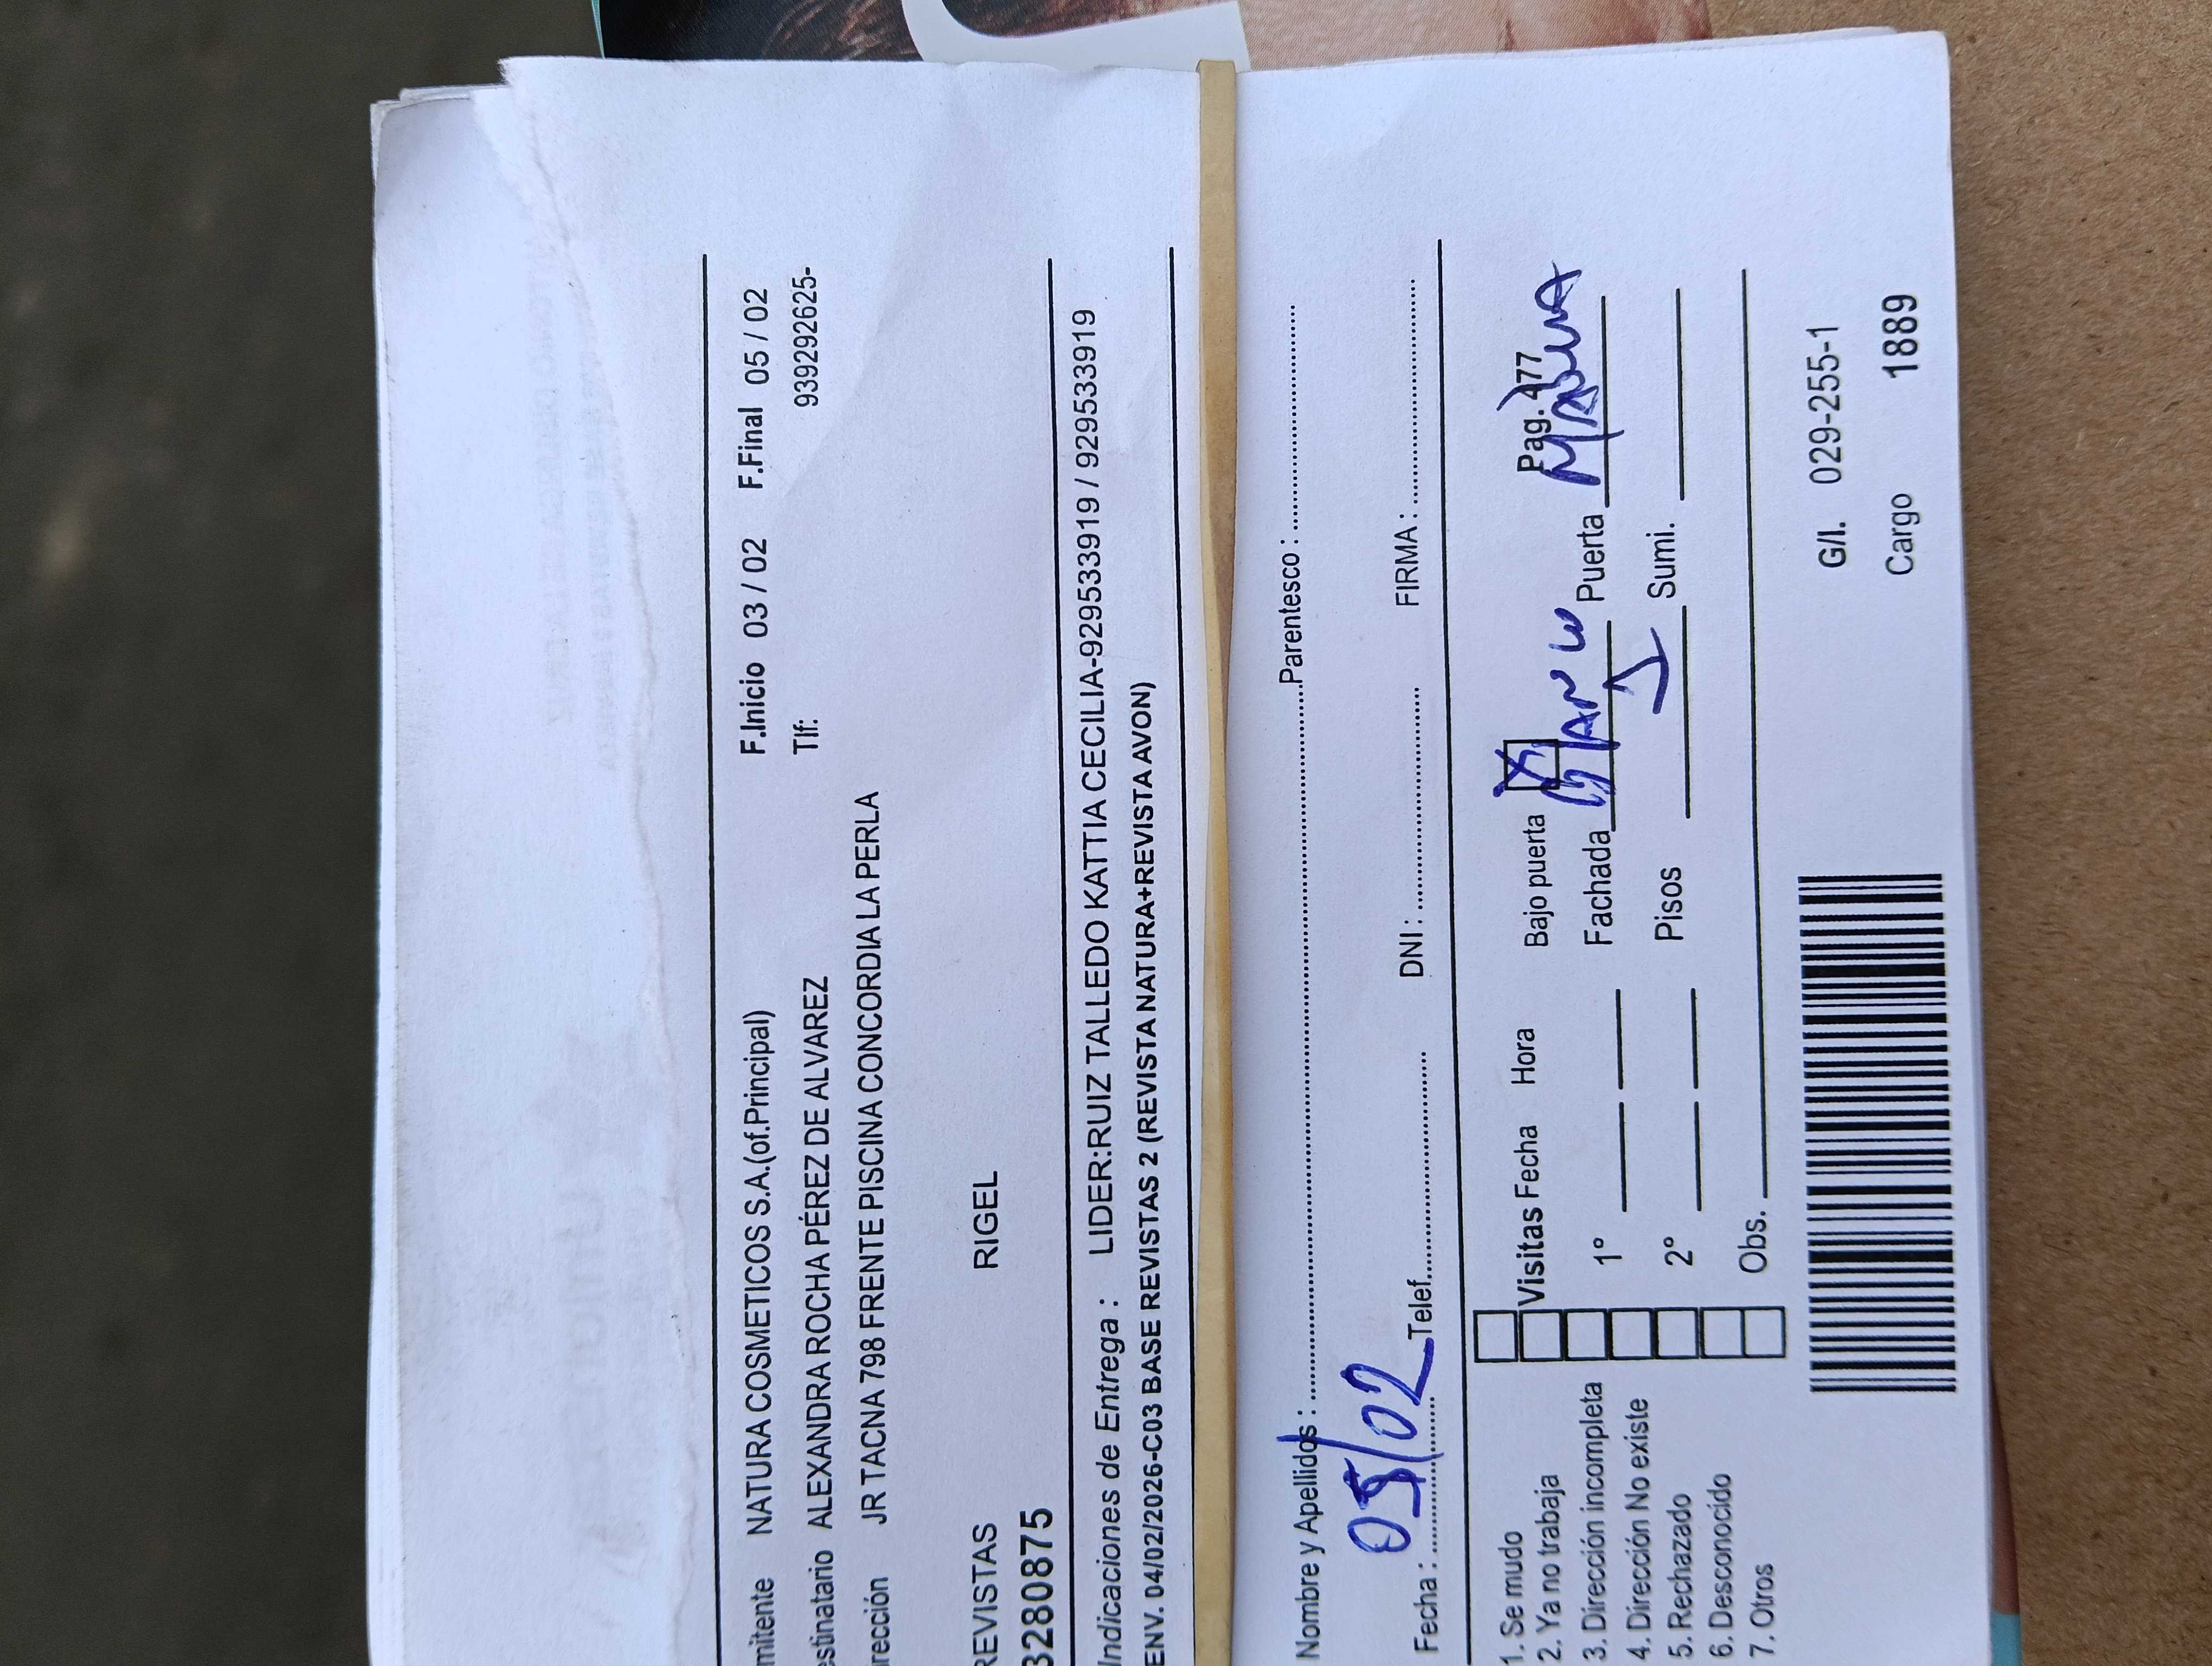 mitente NATURA COSMETICOS S.A.(of.Principal) F.Inicio 03 / 02 F.Final 05 / 02
estinatario ALEXANDRA ROCHA PÉREZ DE ALVAREZ Tlf: 939292625-
irección JR TACNA 798 FRENTE PISCINA CONCORDIA LA PERLA
REVISTAS RIGEL
3280875
Indicaciones de Entrega : LIDER:RUIZ TALLEDO KATTIA CECILIA-929533919 / 929533919
ENV. 04/02/2026-C03 BASE REVISTAS 2 (REVISTA NATURA+REVISTA AVON)
Nombre y Apellidos : Parentesco :
Fecha : 05/02 Telef. DNI : FIRMA :
1. Se mudo
2. Ya no trabaja
3. Dirección incompleta
4. Dirección No existe
5. Rechazado
6. Desconocido
7. Otros
Visitas Fecha Hora Bajo puerta X Pag. 477
1° Fachada Puerta
2° Pisos Sumi.
Obs.
G/I. 029-255-1
Cargo 1889